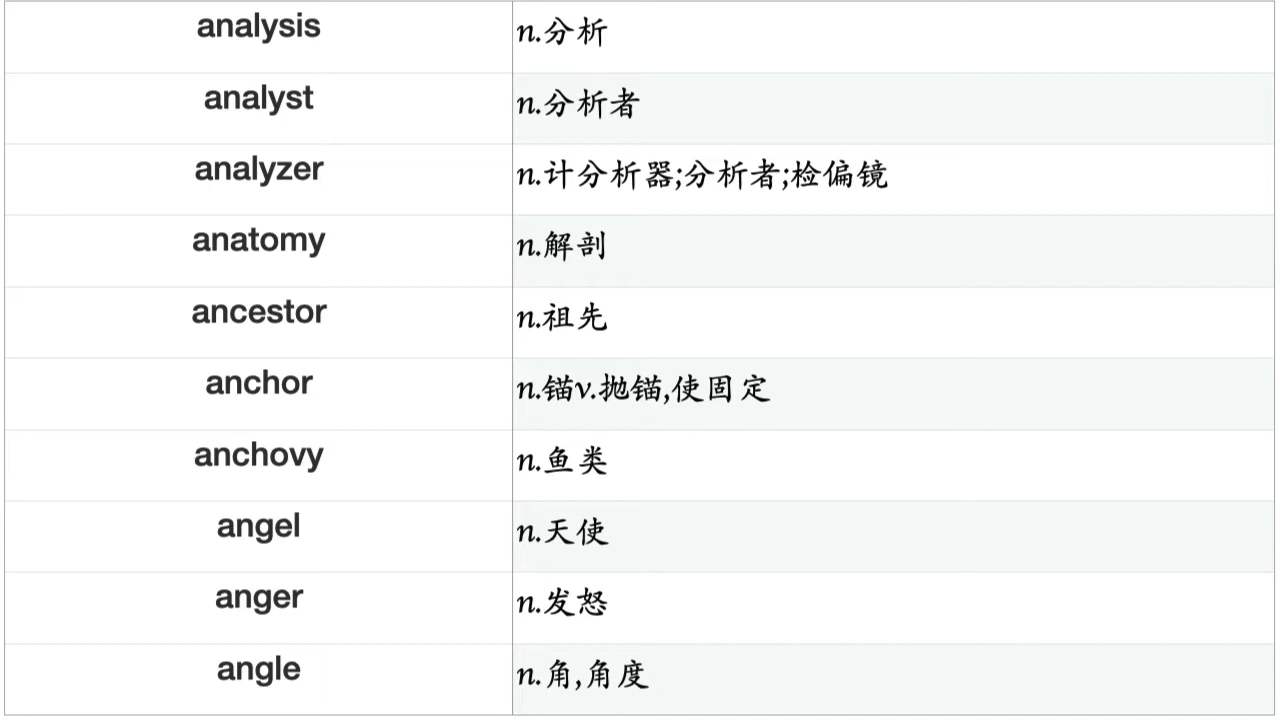 analysis n.分析
analyst n.分析者
analyzer n.计分析器;分析者;检偏镜
anatomy n.解剖
ancestor n.祖先
anchor n.锚v.抛锚,使固定
anchovy n.鱼类
angel n.天使
anger n.发怒
angle n.角,角度